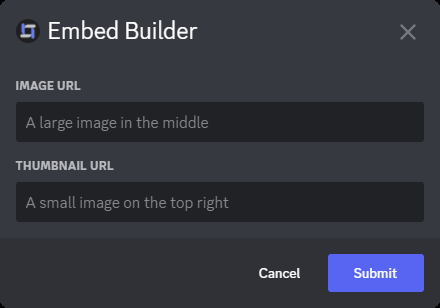 Embed Builder
IMAGE URL
A large image in the middle
THUMBNAIL URL
A small image on the top right
Cancel
Submit